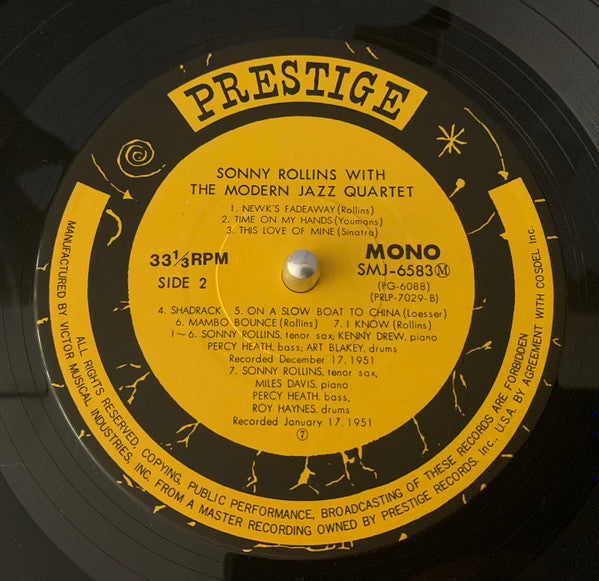 PRESTIGE
SONNY ROLLINS WITH
THE MODERN JAZZ QUARTET
1. NEWK'S FADEAWAY (Rollins)
2. TIME ON MY HANDS (Youmans)
3. THIS LOVE OF MINE (Sinatra)
33 1/3 RPM
SIDE 2
MONO
SMJ-6583 Ⓜ
(PG-6088)
(PRLP-7029-B)
4. SHADRACK 5. ON A SLOW BOAT TO CHINA (Loesser)
6. MAMBO BOUNCE (Rollins) 7. I KNOW (Rollins)
1~6. SONNY ROLLINS, tenor sax; KENNY DREW, piano
PERCY HEATH, bass; ART BLAKEY, drums
Recorded December 17, 1951
7. SONNY ROLLINS, tenor sax,
MILES DAVIS, piano
PERCY HEATH, bass,
ROY HAYNES, drums
Recorded January 17, 1951
⑦
ALL RIGHTS RESERVED, COPYING, PUBLIC PERFORMANCE, BROADCASTING OF THESE RECORDS ARE FORBIDDEN
MANUFACTURED BY VICTOR MUSICAL INDUSTRIES, INC. FROM A MASTER RECORDING OWNED BY PRESTIGE RECORDS, Inc., U.S.A. BY AGREEMENT WITH COSDEL Inc.